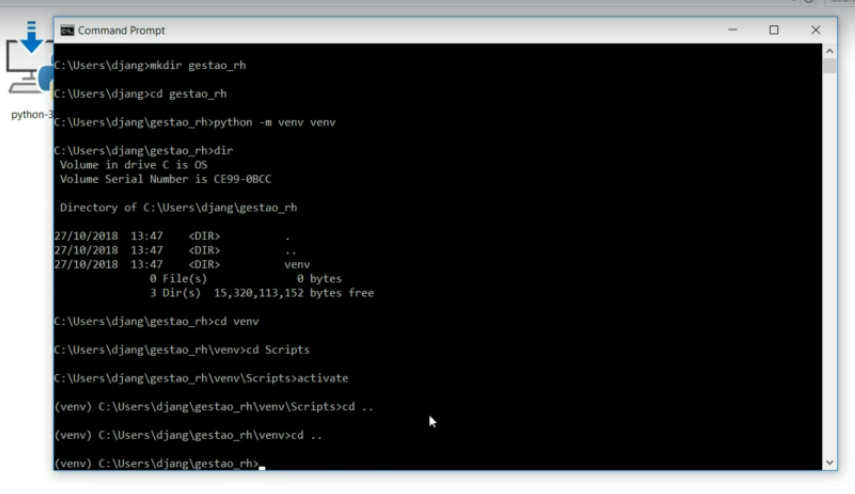 Command Prompt
python-3
C:\Users\djang>mkdir gestao_rh
C:\Users\djang>cd gestao_rh
C:\Users\djang\gestao_rh>python -m venv venv
C:\Users\djang\gestao_rh>dir
Volume in drive C is OS
Volume Serial Number is CE99-0BCC
Directory of C:\Users\djang\gestao_rh
27/10/2018  13:47    <DIR>          .
27/10/2018  13:47    <DIR>          ..
27/10/2018  13:47    <DIR>          venv
0 File(s)              0 bytes
3 Dir(s)  15,320,113,152 bytes free
C:\Users\djang\gestao_rh>cd venv
C:\Users\djang\gestao_rh\venv>cd Scripts
C:\Users\djang\gestao_rh\venv\Scripts>activate
(venv) C:\Users\djang\gestao_rh\venv\Scripts>cd ..
(venv) C:\Users\djang\gestao_rh\venv>cd ..
(venv) C:\Users\djang\gestao_rh>